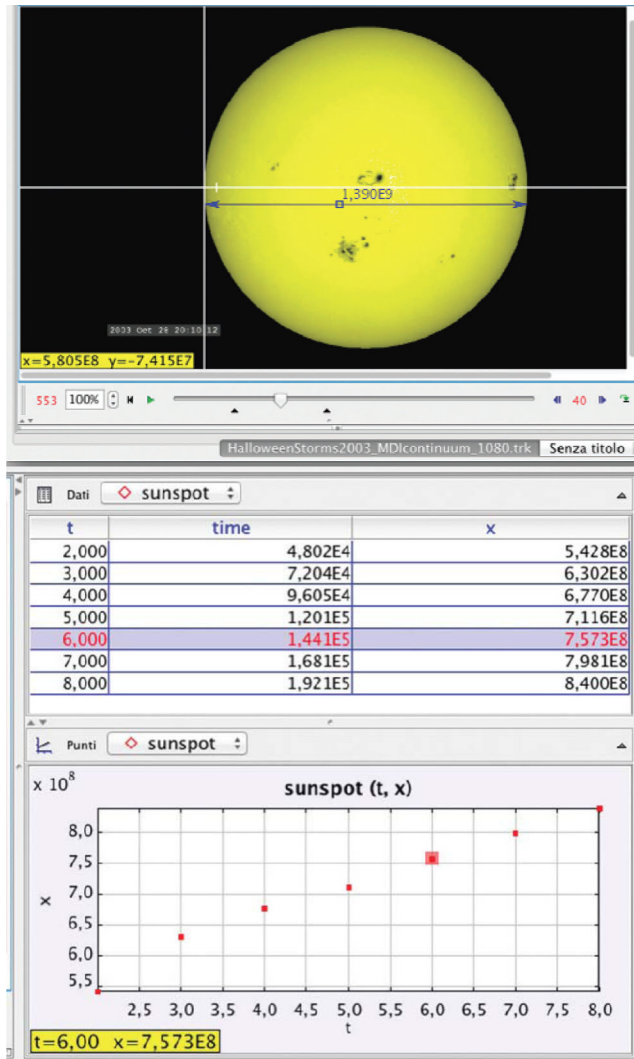 1,390E9
2003 Oct 28 20:10:12
x=5,805E8 y=-7,415E7
553 100% 40
HalloweenStorms2003_MDIcontinuum_1080.trk Senza titolo
Dati sunspot
t time x
2,000 4,802E4 5,428E8
3,000 7,204E4 6,302E8
4,000 9,605E4 6,770E8
5,000 1,201E5 7,116E8
6,000 1,441E5 7,573E8
7,000 1,681E5 7,981E8
8,000 1,921E5 8,400E8
Punti sunspot
x 10⁸
sunspot (t, x)
8,0
7,5
7,0
x
6,5
6,0
5,5
2,5 3,0 3,5 4,0 4,5 5,0 5,5 6,0 6,5 7,0 7,5 8,0
t
t=6,00 x=7,573E8